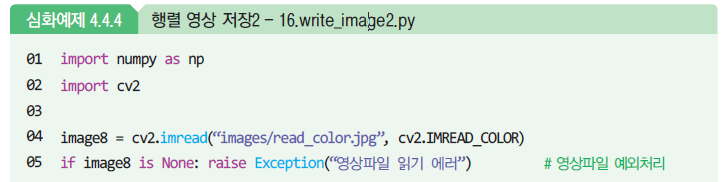 심화예제 4.4.4 행렬 영상 저장2 - 16.write_image2.py
01 import numpy as np
02 import cv2
03
04 image8 = cv2.imread(“images/read_color.jpg”, cv2.IMREAD_COLOR)
05 if image8 is None: raise Exception(“영상파일 읽기 에러”) # 영상파일 예외처리